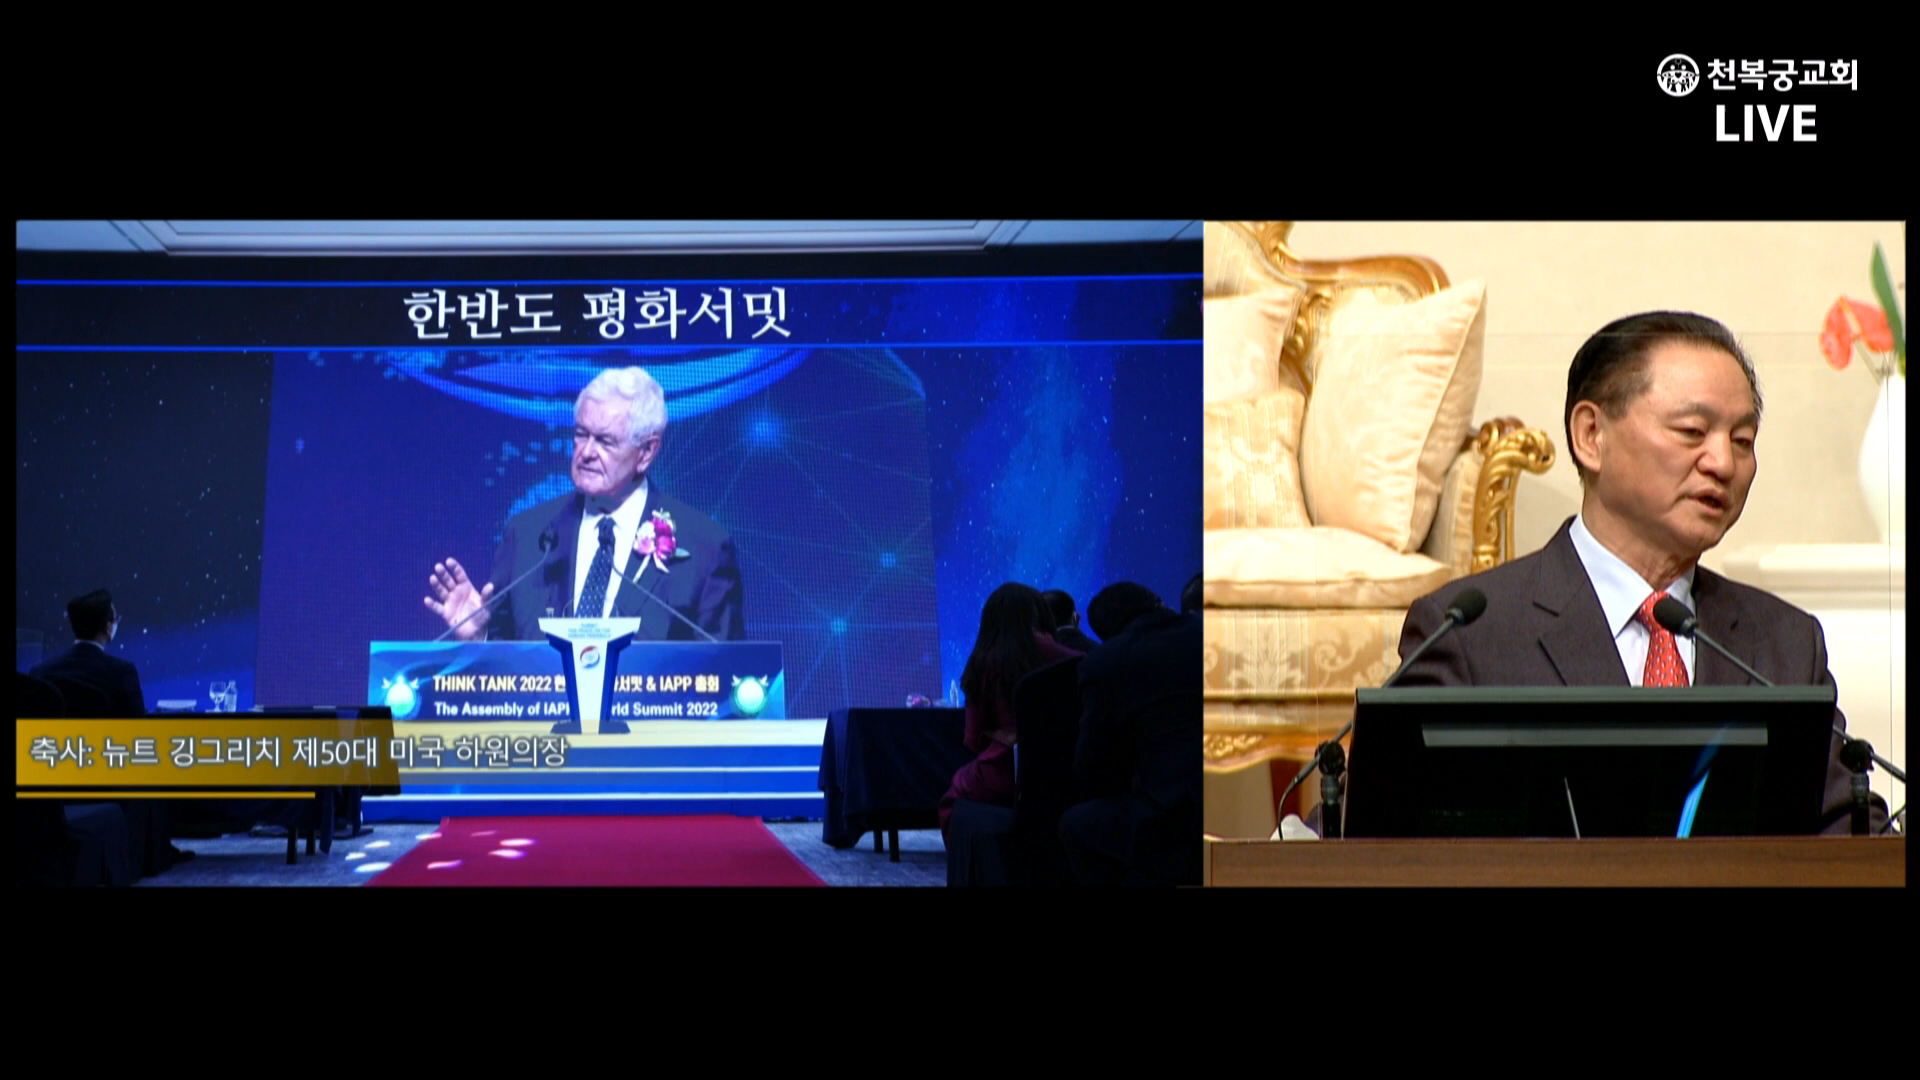 천복궁교회
LIVE
한반도 평화서밋
THINK TANK 2022 한 서밋 & IAPP 총회
The Assembly of IAPP World Summit 2022
축사: 뉴트 깅그리치 제50대 미국 하원의장